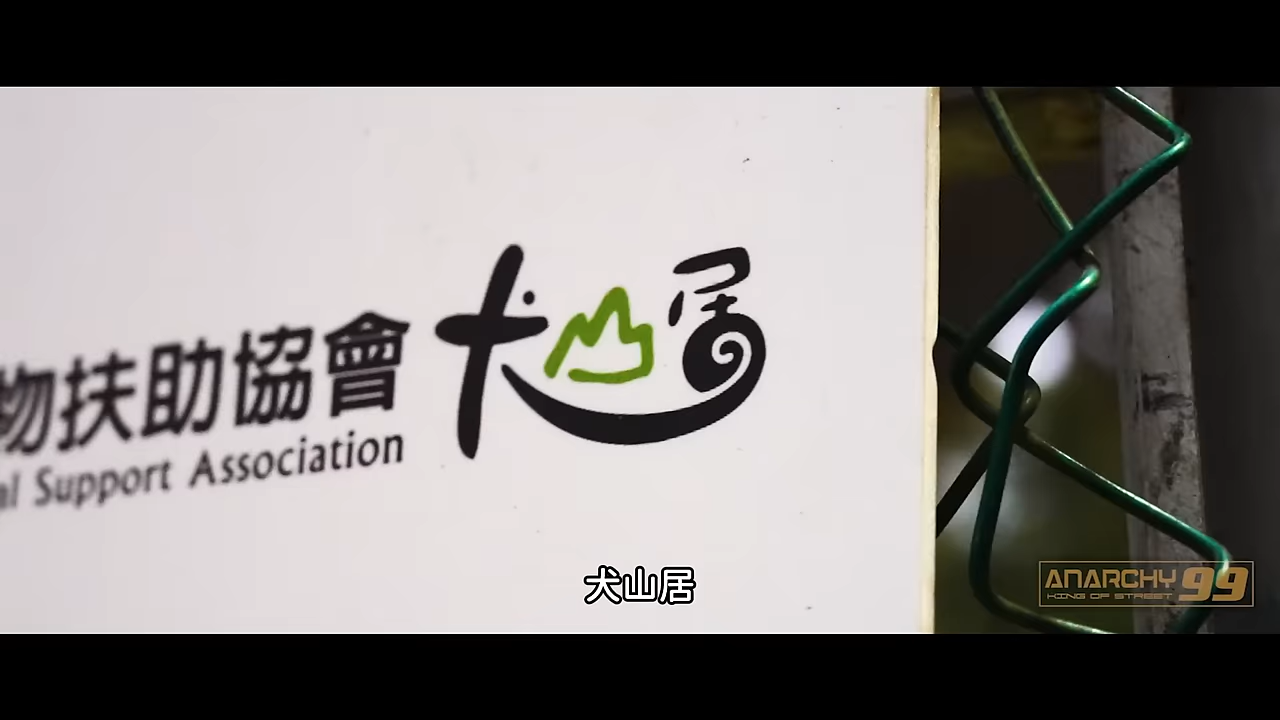 物扶助協會
al Support Association
犬山居
犬山居
ANARCHY 99
KING OF STREET